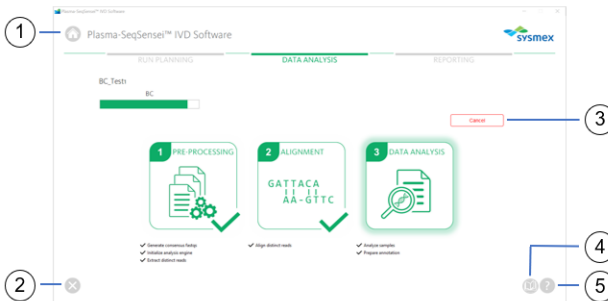 Plasma-SeqSensei™ IVD Software
1
Plasma-SeqSensei™ IVD Software
sysmex
RUN PLANNING
DATA ANALYSIS
REPORTING
BC_Test1
BC
Cancel
3
1 PRE-PROCESSING
2 ALIGNMENT
3 DATA ANALYSIS
GATTACA
AA-GTTC
Generate consensus fastqs
Initialise analysis engine
Extract distinct reads
Align distinct reads
Analyze samples
Prepare annotation
4
2
?
5